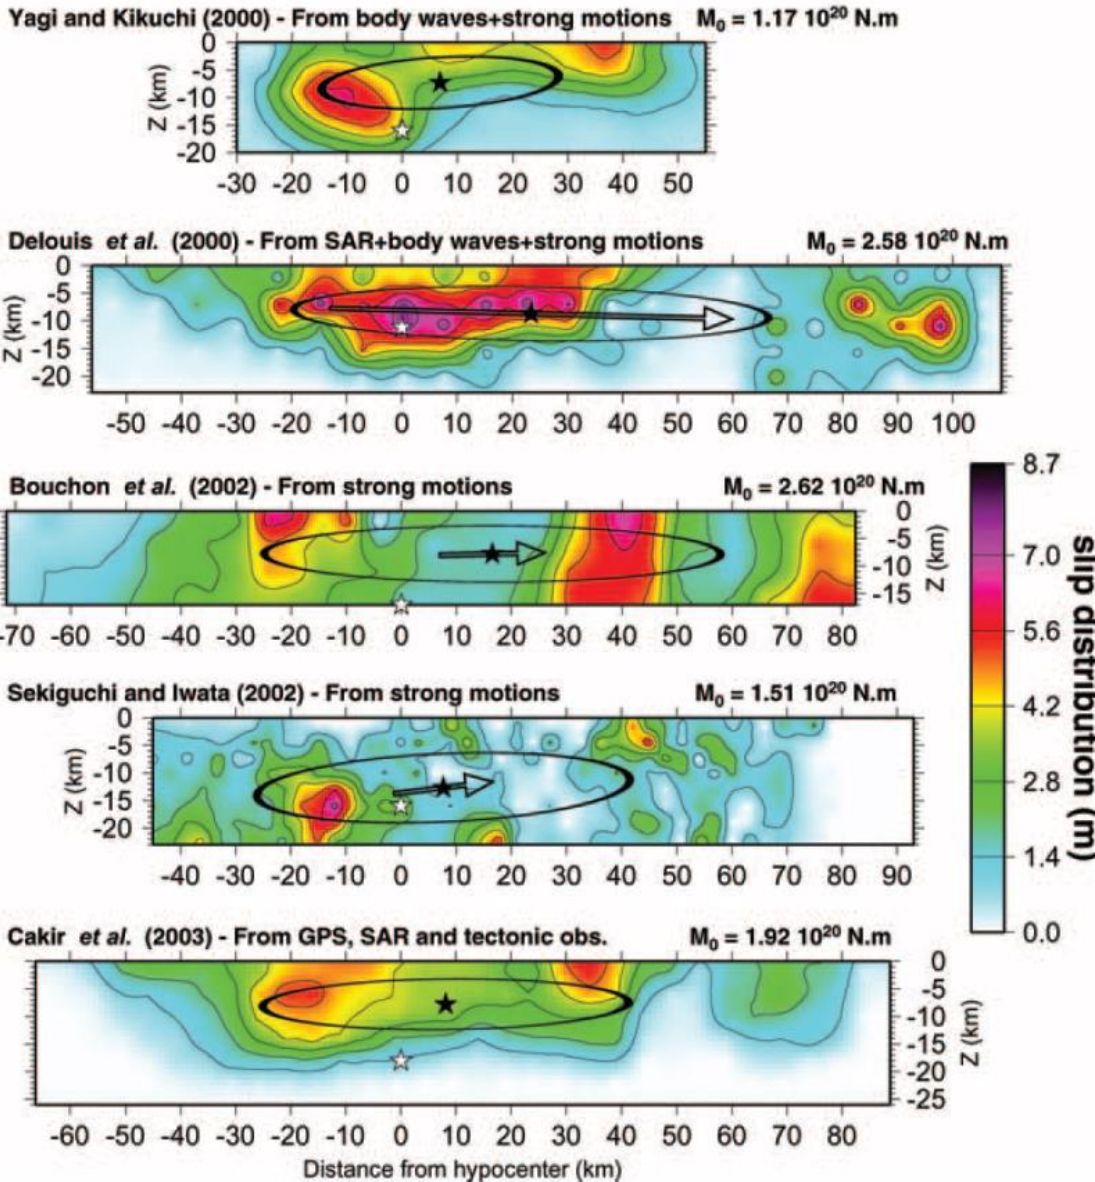 Yagi and Kikuchi (2000) - From body waves+strong motions M0 = 1.17 10^20 N.m
0
-5
-10
-15
-20
Z (km)
-30 -20 -10 0 10 20 30 40 50
Delouis et al. (2000) - From SAR+body waves+strong motions M0 = 2.58 10^20 N.m
0
-5
-10
-15
-20
Z (km)
-50 -40 -30 -20 -10 0 10 20 30 40 50 60 70 80 90 100
Bouchon et al. (2002) - From strong motions M0 = 2.62 10^20 N.m
0
-5
-10
-15
Z (km)
-70 -60 -50 -40 -30 -20 -10 0 10 20 30 40 50 60 70 80
Sekiguchi and Iwata (2002) - From strong motions M0 = 1.51 10^20 N.m
0
-5
-10
-15
-20
Z (km)
-40 -30 -20 -10 0 10 20 30 40 50 60 70 80 90
Cakir et al. (2003) - From GPS, SAR and tectonic obs. M0 = 1.92 10^20 N.m
0
-5
-10
-15
-20
-25
Z (km)
-60 -50 -40 -30 -20 -10 0 10 20 30 40 50 60 70 80
Distance from hypocenter (km)
8.7
7.0
5.6
4.2
2.8
1.4
0.0
slip distribution (m)